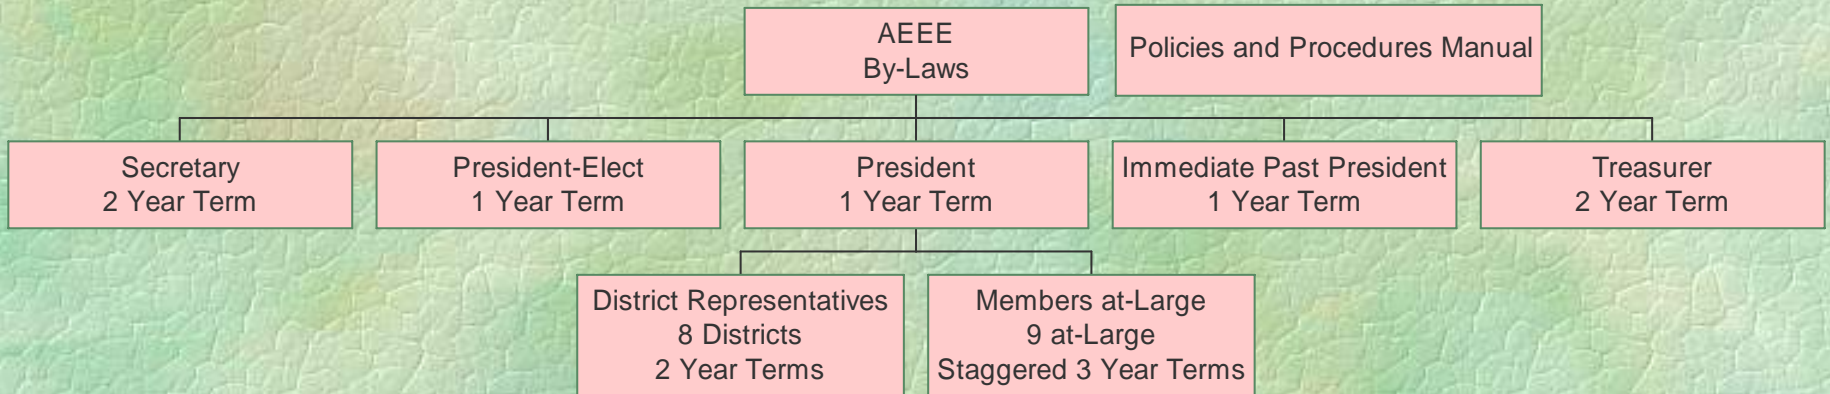 AEEE
By-Laws
Policies and Procedures Manual
Secretary
2 Year Term
President-Elect
1 Year Term
President
1 Year Term
Immediate Past President
1 Year Term
Treasurer
2 Year Term
District Representatives
8 Districts
2 Year Terms
Members at-Large
9 at-Large
Staggered 3 Year Terms